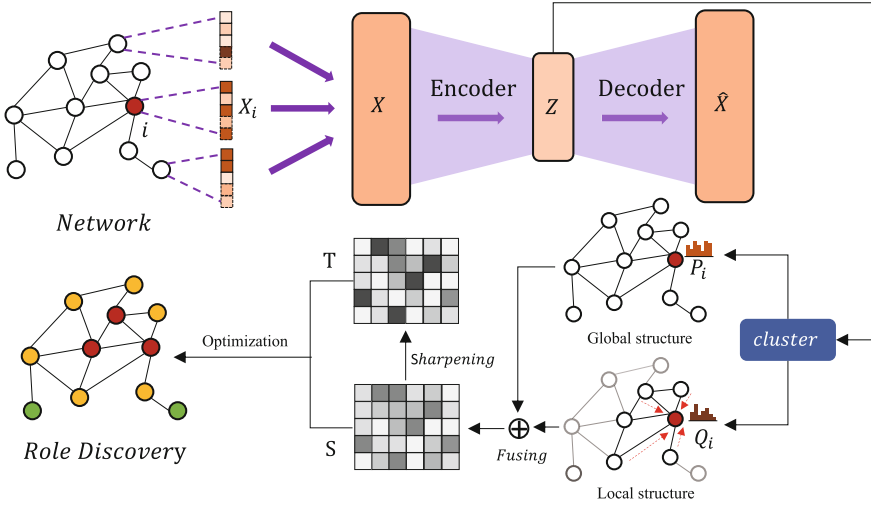 X_i
i
Network
X
Encoder
Z
Decoder
X̂
T
P_i
Global structure
Optimization
Sharpening
cluster
S
Fusing
Q_i
Local structure
Role Discovery